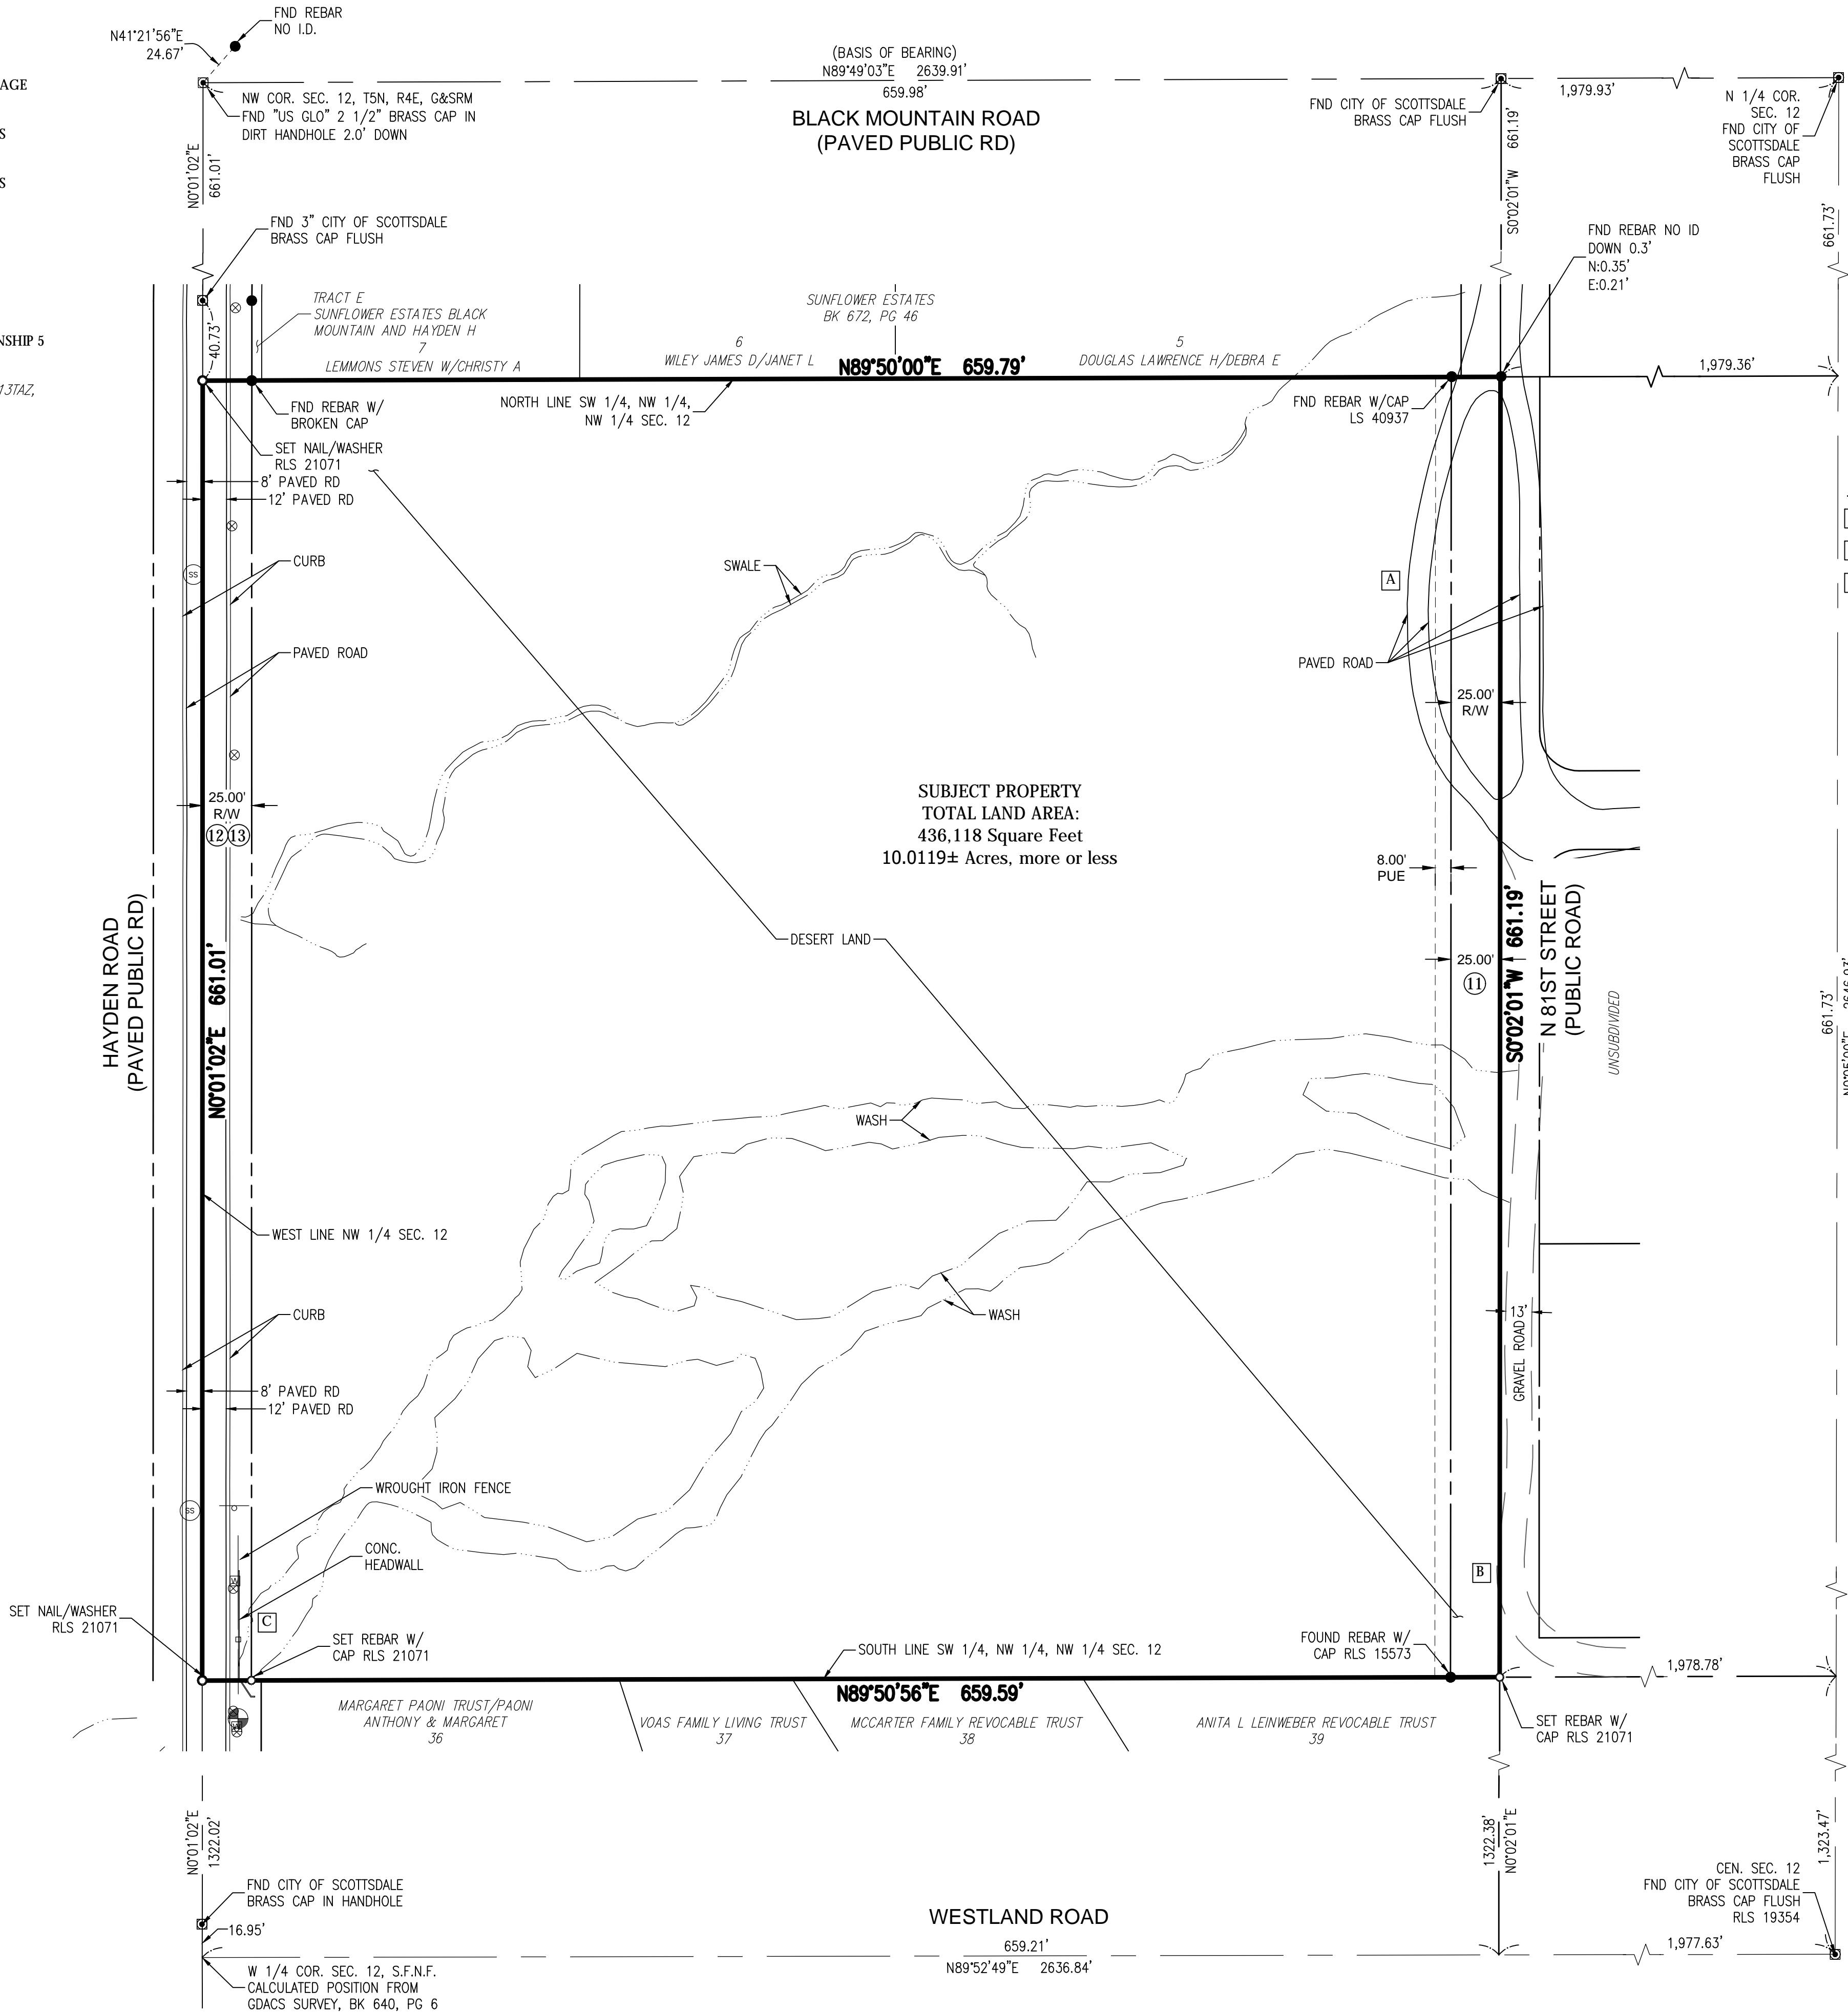 FND REBAR
NO I.D.
N41°21'56"E
24.67'
(BASIS OF BEARING)
N89°49'03"E 2639.91'
659.98'
BLACK MOUNTAIN ROAD
(PAVED PUBLIC RD)
NW COR. SEC. 12, T5N, R4E, G&SRM
FND "US GLO" 2 1/2" BRASS CAP IN
DIRT HANDHOLE 2.0' DOWN
FND CITY OF SCOTTSDALE
BRASS CAP FLUSH
1,979.93'
N 1/4 COR.
SEC. 12
FND CITY OF
SCOTTSDALE
BRASS CAP
FLUSH
AGE
S
S
NSHIP 5
13TAZ,
N0°01'02"E
661.01'
S0°02'01"W 661.19'
661.73'
FND 3" CITY OF SCOTTSDALE
BRASS CAP FLUSH
FND REBAR NO ID
DOWN 0.3'
N:0.35'
E:0.21'
40.73'
TRACT E
SUNFLOWER ESTATES BLACK
MOUNTAIN AND HAYDEN H
7
LEMMONS STEVEN W/CHRISTY A
SUNFLOWER ESTATES
BK 672, PG 46
6
WILEY JAMES D/JANET L
5
DOUGLAS LAWRENCE H/DEBRA E
N89°50'00"E 659.79'
1,979.36'
FND REBAR W/
BROKEN CAP
NORTH LINE SW 1/4, NW 1/4,
NW 1/4 SEC. 12
FND REBAR W/CAP
LS 40937
SET NAIL/WASHER
RLS 21071
8' PAVED RD
12' PAVED RD
CURB
SS
SWALE
A
PAVED ROAD
PAVED ROAD
25.00'
R/W
25.00'
R/W
12 13
SUBJECT PROPERTY
TOTAL LAND AREA:
436,118 Square Feet
10.0119± Acres, more or less
8.00'
PUE
HAYDEN ROAD
(PAVED PUBLIC RD)
N0°01'02"E 661.01'
DESERT LAND
25.00'
11
S0°02'01"W 661.19'
N 81ST STREET
(PUBLIC ROAD)
UNSUBDIVIDED
661.73'
WASH
WEST LINE NW 1/4 SEC. 12
WASH
CURB
13'
GRAVEL ROAD
8' PAVED RD
12' PAVED RD
WROUGHT IRON FENCE
SS
CONC.
HEADWALL
B
SET NAIL/WASHER
RLS 21071
C
SET REBAR W/
CAP RLS 21071
SOUTH LINE SW 1/4, NW 1/4, NW 1/4 SEC. 12
FOUND REBAR W/
CAP RLS 15573
1,978.78'
N89°50'56"E 659.59'
MARGARET PAONI TRUST/PAONI
ANTHONY & MARGARET
36
VOAS FAMILY LIVING TRUST
37
MCCARTER FAMILY REVOCABLE TRUST
38
ANITA L LEINWEBER REVOCABLE TRUST
39
SET REBAR W/
CAP RLS 21071
N0°01'02"E
1322.02'
1322.38'
N0°02'01"E
1,323.47'
FND CITY OF SCOTTSDALE
BRASS CAP IN HANDHOLE
16.95'
WESTLAND ROAD
659.21'
N89°52'49"E 2636.84'
CEN. SEC. 12
FND CITY OF SCOTTSDALE
BRASS CAP FLUSH
RLS 19354
1,977.63'
W 1/4 COR. SEC. 12, S.F.N.F.
CALCULATED POSITION FROM
GDACS SURVEY, BK 640, PG 6